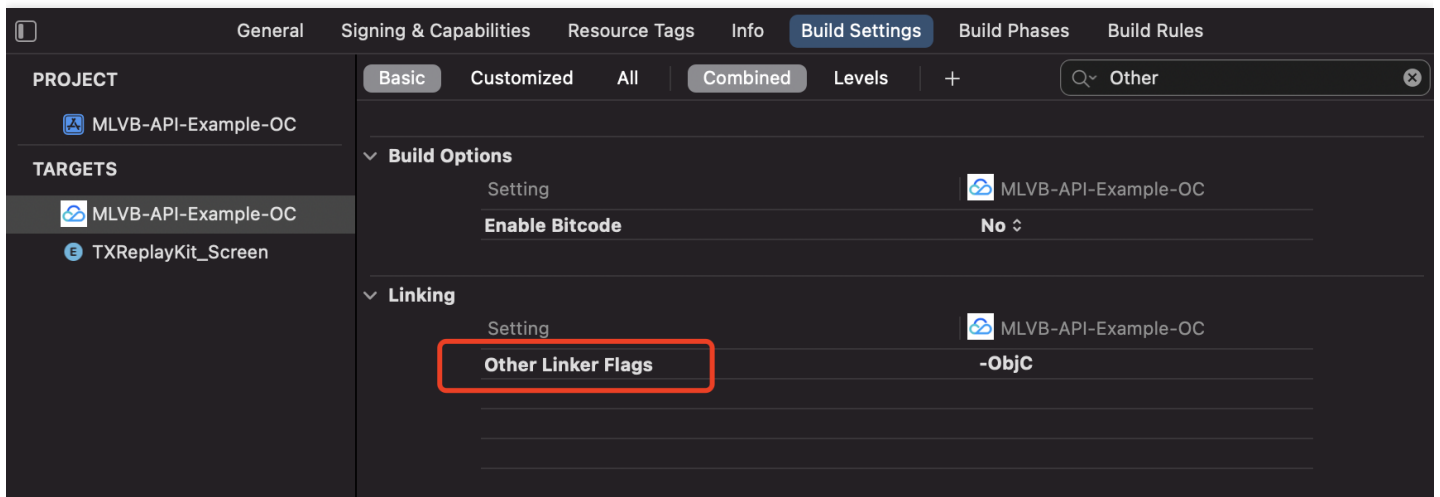 General Signing & Capabilities Resource Tags Info Build Settings Build Phases Build Rules
PROJECT
MLVB-API-Example-OC
TARGETS
MLVB-API-Example-OC
E TXReplayKit_Screen
Basic Customized All Combined Levels + Other
Build Options
Setting MLVB-API-Example-OC
Enable Bitcode No
Linking
Setting MLVB-API-Example-OC
Other Linker Flags -ObjC